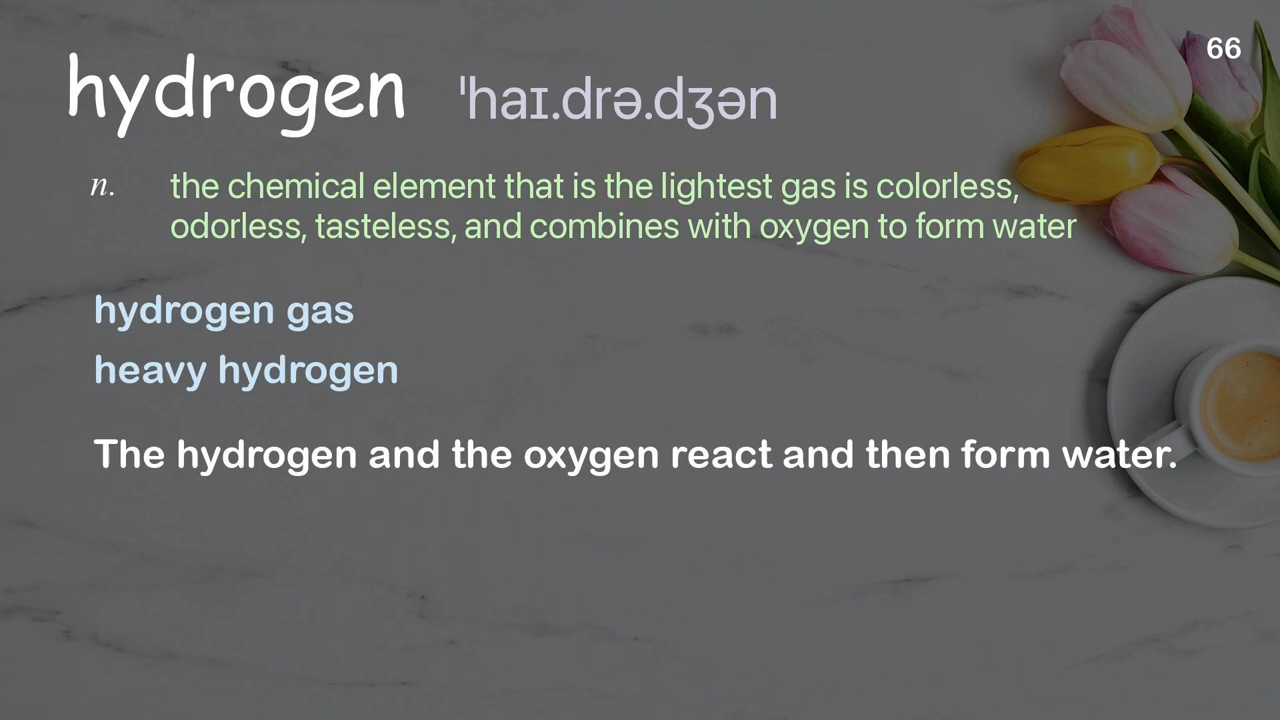 66
hydrogen ˈhaɪ.drə.dʒən
n. the chemical element that is the lightest gas is colorless,
odorless, tasteless, and combines with oxygen to form water
hydrogen gas
heavy hydrogen
The hydrogen and the oxygen react and then form water.